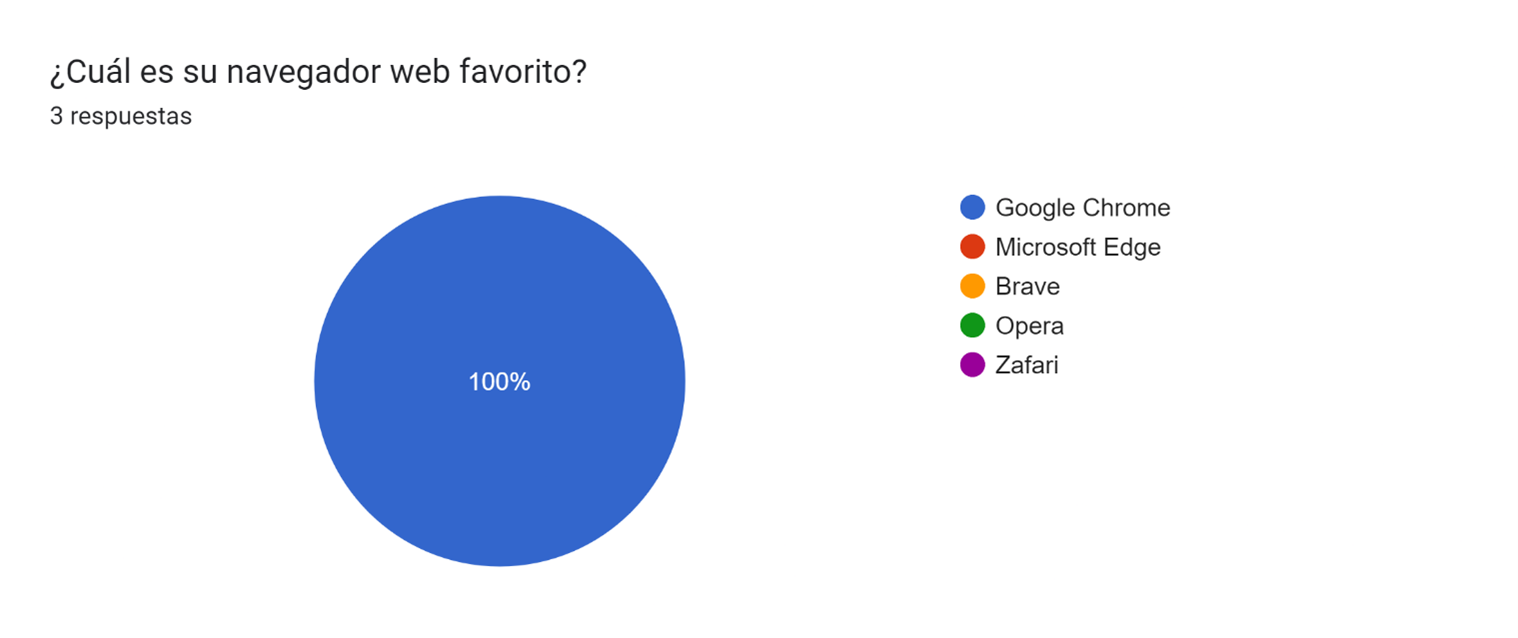 ¿Cuál es su navegador web favorito?
3 respuestas
100%
Google Chrome
Microsoft Edge
Brave
Opera
Zafari